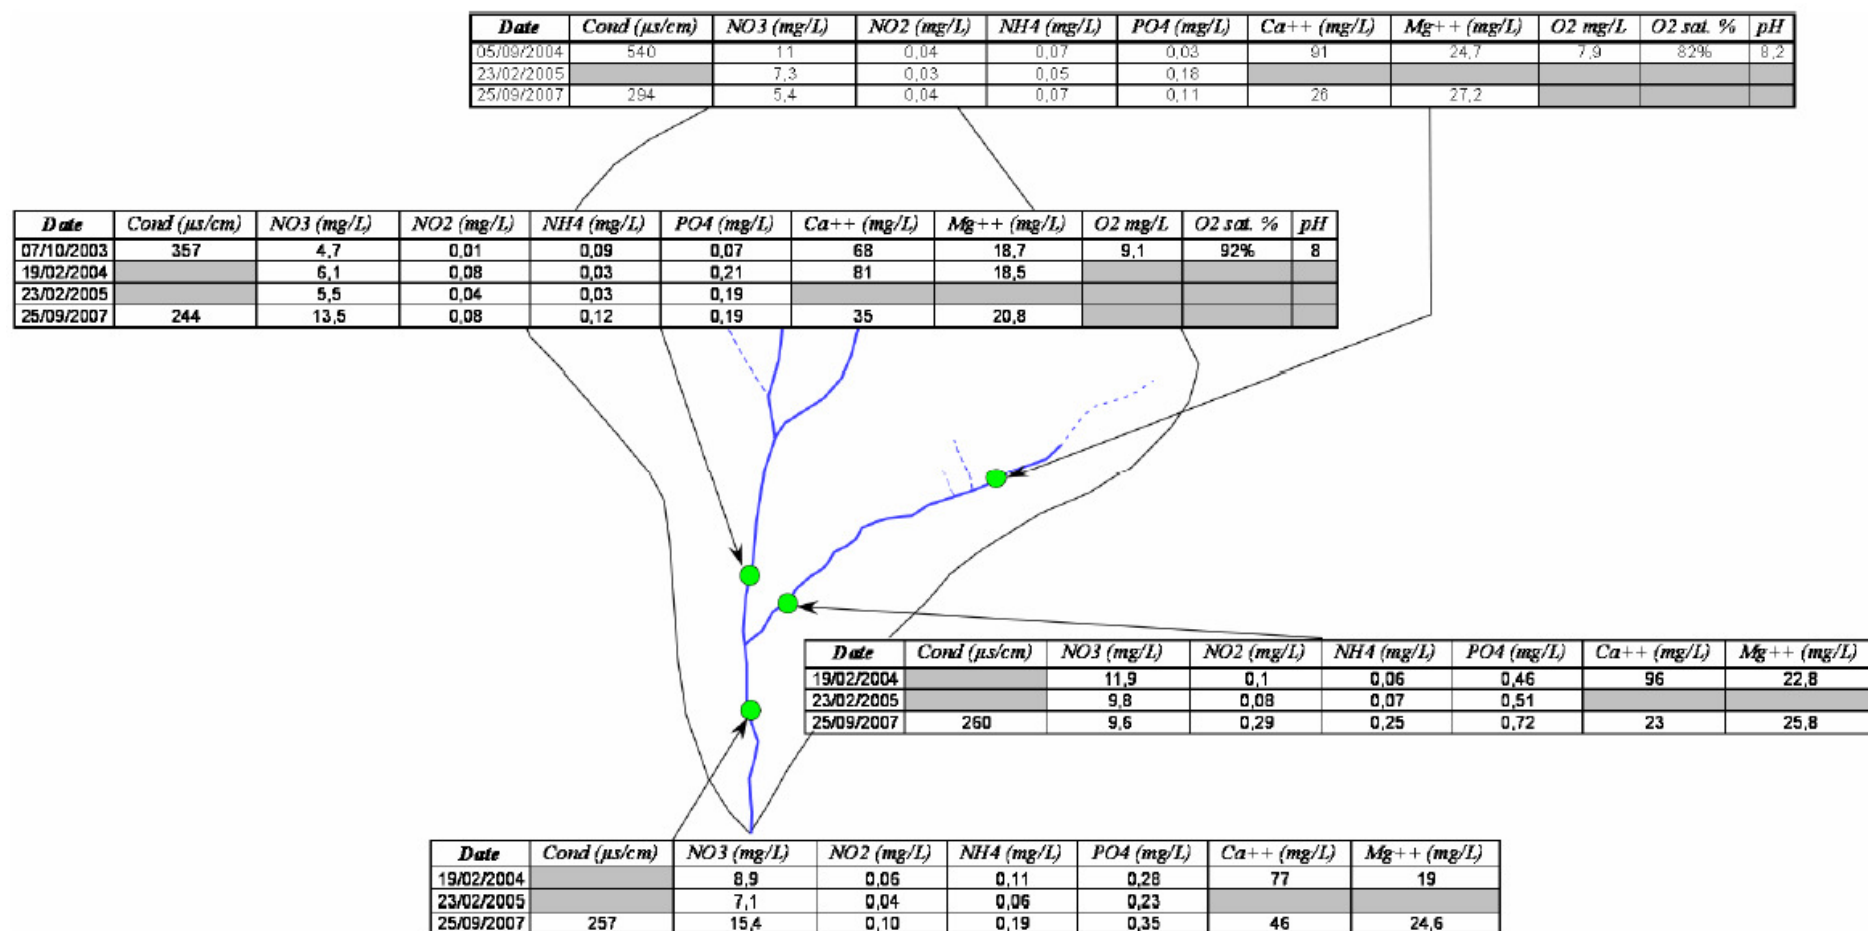 Date Cond (µs/cm) NO3 (mg/L) NO2 (mg/L) NH4 (mg/L) PO4 (mg/L) Ca++ (mg/L) Mg++ (mg/L) O2 mg/L O2 sat. % pH
05/09/2004 540 11 0,04 0,07 0,03 91 24,7 7,9 82% 8,2
23/02/2005 7,3 0,03 0,05 0,18
25/09/2007 294 5,4 0,04 0,07 0,11 26 27,2
Date Cond (µs/cm) NO3 (mg/L) NO2 (mg/L) NH4 (mg/L) PO4 (mg/L) Ca++ (mg/L) Mg++ (mg/L) O2 mg/L O2 sat. % pH
07/10/2003 357 4,7 0,01 0,09 0,07 68 18,7 9,1 92% 8
19/02/2004 6,1 0,08 0,03 0,21 81 18,5
23/02/2005 5,5 0,04 0,03 0,19
25/09/2007 244 13,5 0,08 0,12 0,19 35 20,8
Date Cond (µs/cm) NO3 (mg/L) NO2 (mg/L) NH4 (mg/L) PO4 (mg/L) Ca++ (mg/L) Mg++ (mg/L)
19/02/2004 11,9 0,1 0,06 0,46 96 22,8
23/02/2005 9,8 0,08 0,07 0,51
25/09/2007 260 9,6 0,29 0,25 0,72 23 25,8
Date Cond (µs/cm) NO3 (mg/L) NO2 (mg/L) NH4 (mg/L) PO4 (mg/L) Ca++ (mg/L) Mg++ (mg/L)
19/02/2004 8,9 0,06 0,11 0,28 77 19
23/02/2005 7,1 0,04 0,06 0,23
25/09/2007 257 15,4 0,10 0,19 0,35 46 24,6